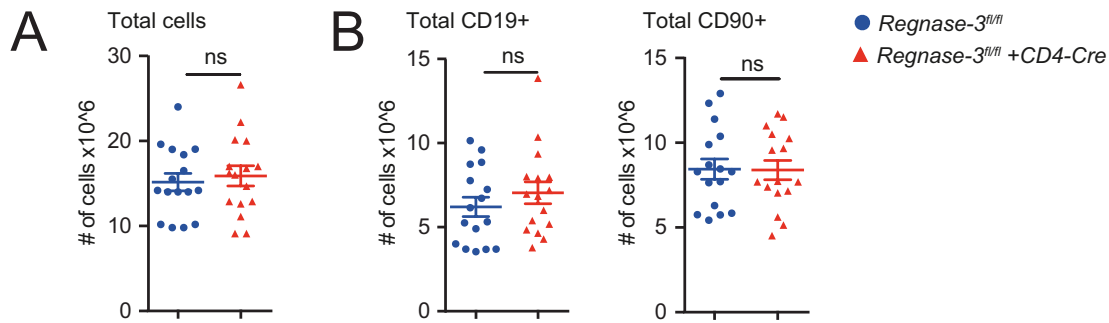 A
Total cells
ns
# of cells x10^6
30
20
10
0
B
Total CD19+
ns
# of cells x10^6
15
10
5
0
Total CD90+
ns
# of cells x10^6
15
10
5
0
Regnase-3fl/fl
Regnase-3fl/fl +CD4-Cre